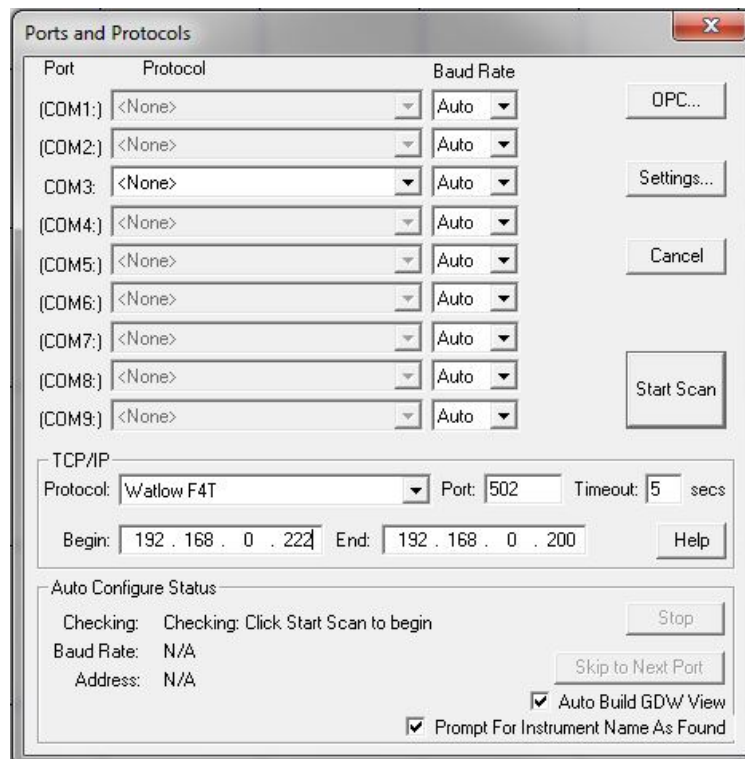 Ports and Protocols
Port Protocol Baud Rate
(COM1:) <None> Auto OPC...
(COM2:) <None> Auto
COM3: <None> Auto Settings...
(COM4:) <None> Auto
(COM5:) <None> Auto Cancel
(COM6:) <None> Auto
(COM7:) <None> Auto
(COM8:) <None> Auto Start Scan
(COM9:) <None> Auto
TCP/IP
Protocol: Watlow F4T Port: 502 Timeout: 5 secs
Begin: 192 . 168 . 0 . 222 End: 192 . 168 . 0 . 200 Help
Auto Configure Status
Checking: Checking: Click Start Scan to begin Stop
Baud Rate: N/A
Address: N/A Skip to Next Port
Auto Build GDW View
Prompt For Instrument Name As Found